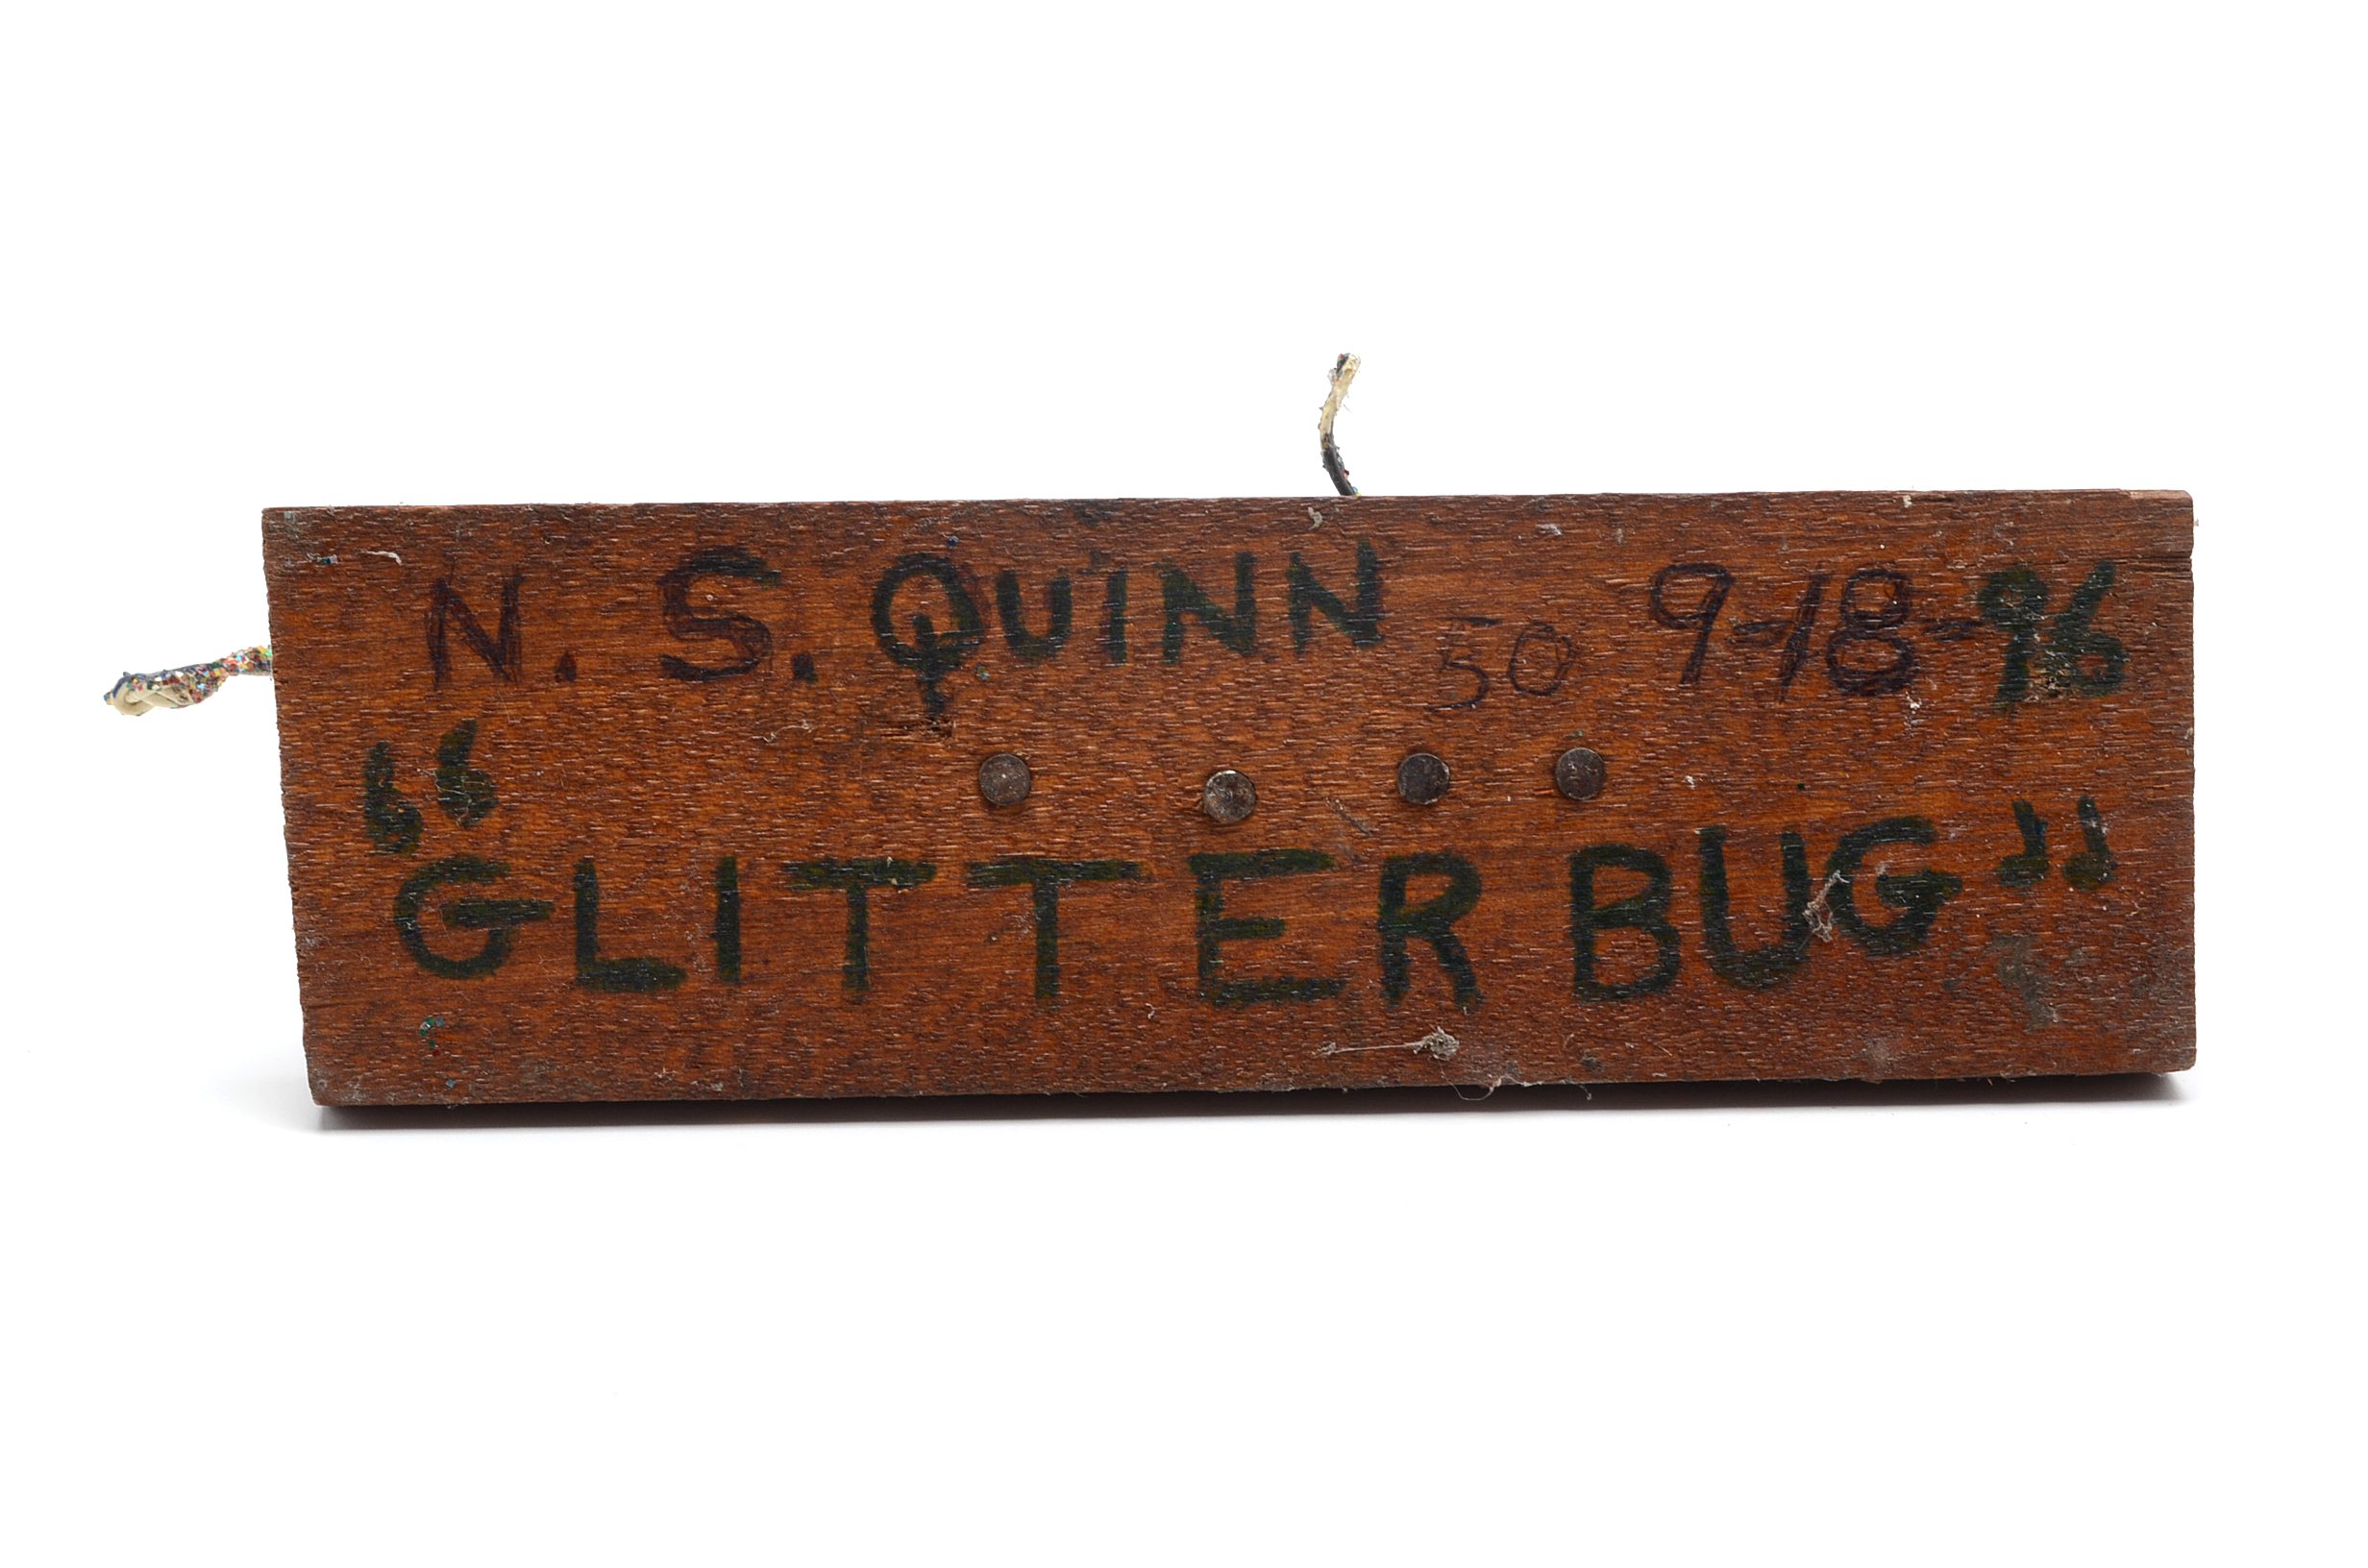 N. S. QUINN 50 9-18-96
“GLITTER BUG”